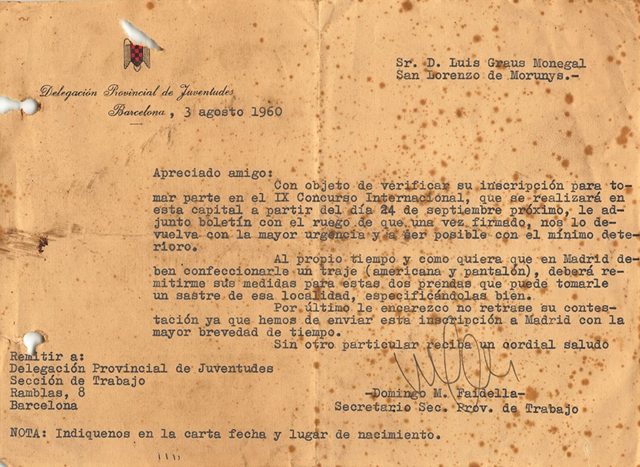 Sr. D. Luis Graus Monegal
San Lorenzo de Morunys.-
Delegación Provincial de Juventudes
Barcelona, 3 agosto 1960
Apreciado amigo:
Con objeto de verificar su inscripción para to-
mar parte en el IX Concurso Internacional, que se realizará en
esta capital a partir del día 24 de septiembre próximo, le ad-
junto boletín con el ruego de que una vez firmado, nos lo de-
vuelva con la mayor urgencia y a ser posible con el mínimo dete-
rioro.
Al propio tiempo y como quiera que en Madrid de-
ben confeccionarle un traje (americana y pantalón), deberá re-
mitirme sus medidas para estas dos prendas que puede tomarle
un sastre de esa localidad, especificándolas bien.
Por último le encarezco no retrase su contes-
tación ya que hemos de enviar esta inscripción a Madrid con la
mayor brevedad de tiempo.
Sin otro particular reciba un cordial saludo
Remitir a:
Delegación Provincial de Juventudes
Sección de Trabajo
Ramblas, 8
Barcelona
-Domingo M. Faidella-
Secretario Sec. Prov. de Trabajo
NOTA: Indiquenos en la carta fecha y lugar de nacimiento.